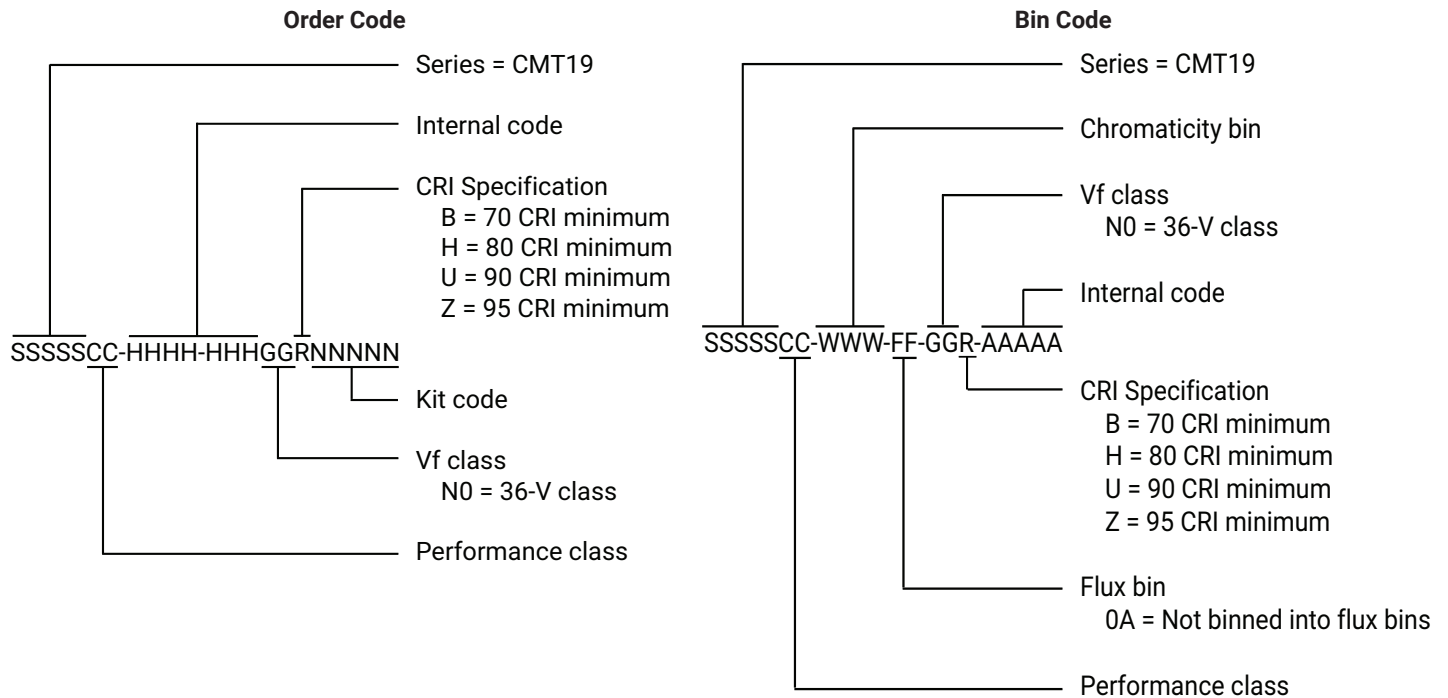 Order Code
Series = CMT19
Internal code
CRI Specification
B = 70 CRI minimum
H = 80 CRI minimum
U = 90 CRI minimum
Z = 95 CRI minimum
SSSSSCC-HHHH-HHHGGRNNNNN
Kit code
Vf class
N0 = 36-V class
Performance class
Bin Code
Series = CMT19
Chromaticity bin
Vf class
N0 = 36-V class
Internal code
SSSSSCC-WWW-FF-GGR-AAAAA
CRI Specification
B = 70 CRI minimum
H = 80 CRI minimum
U = 90 CRI minimum
Z = 95 CRI minimum
Flux bin
0A = Not binned into flux bins
Performance class